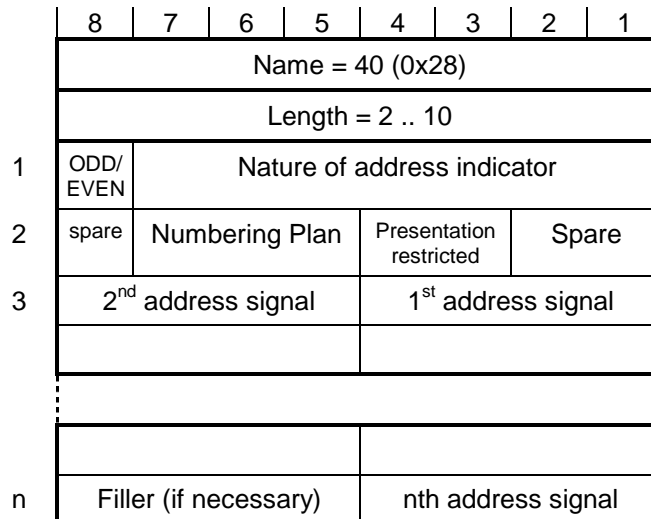 8 7 6 5 4 3 2 1
Name = 40 (0x28)
Length = 2 .. 10
1 ODD/ EVEN Nature of address indicator
2 spare Numbering Plan Presentation restricted Spare
3 2nd address signal 1st address signal
n Filler (if necessary) nth address signal